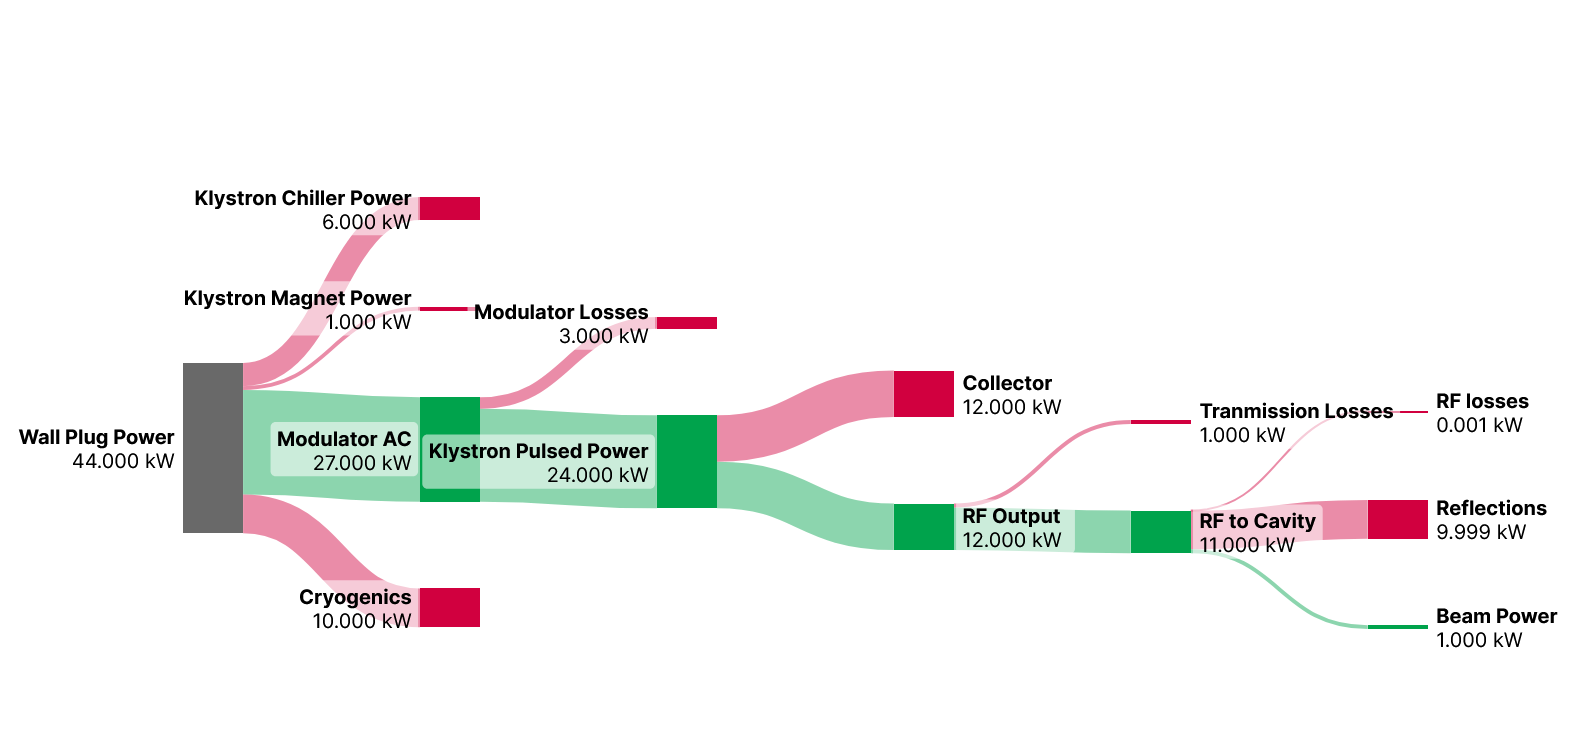 Klystron Chiller Power
6.000 kW
Klystron Magnet Power
1.000 kW
Modulator Losses
3.000 kW
Wall Plug Power
44.000 kW
Modulator AC
27.000 kW
Klystron Pulsed Power
24.000 kW
Collector
12.000 kW
Tranmission Losses
1.000 kW
RF losses
0.001 kW
RF Output
12.000 kW
RF to Cavity
11.000 kW
Reflections
9.999 kW
Cryogenics
10.000 kW
Beam Power
1.000 kW